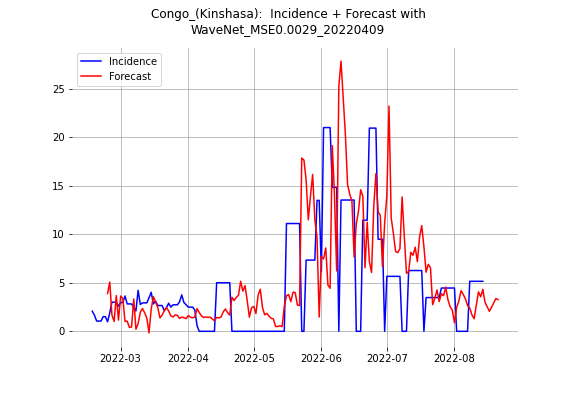 Congo_(Kinshasa):  Incidence + Forecast with
WaveNet_MSE0.0029_20220409
Incidence
Forecast
25
20
15
10
5
0
2022-03 2022-04 2022-05 2022-06 2022-07 2022-08